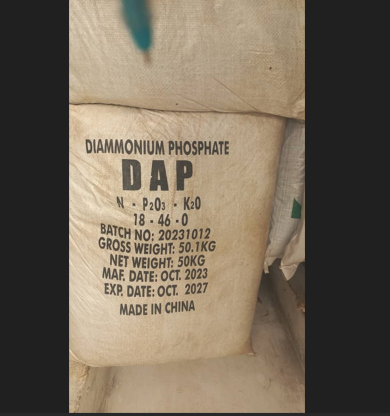 DIAMMONIUM PHOSPHATE
DAP
N - P2O3 - K2O
18 - 46 - 0
BATCH NO: 20231012
GROSS WEIGHT: 50.1KG
NET WEIGHT: 50KG
MAF. DATE: OCT. 2023
EXP. DATE: OCT. 2027
MADE IN CHINA